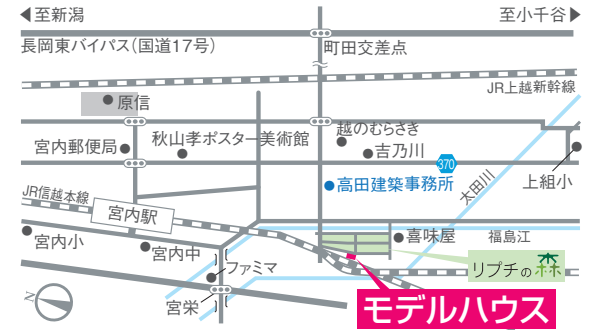 ◀至新潟
至小千谷▶
長岡東バイパス(国道17号)
町田交差点
JR上越新幹線
原信
宮内郵便局
秋山孝ポスター美術館
越のむらさき
吉乃川
370
上組小
高田建築事務所
太田川
JR信越本線
宮内駅
宮内小
宮内中
喜味屋
福島江
ファミマ
リプチの森
宮栄
モデルハウス
N